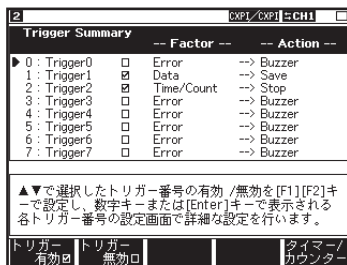 2 CXPI/CXPI ⇆CH1
Trigger Summary
-- Factor -- -- Action --
▶ 0 : Trigger0 □ Error --> Buzzer
1 : Trigger1 ☑ Data --> Save
2 : Trigger2 ☑ Time/Count --> Stop
3 : Trigger3 □ Error --> Buzzer
4 : Trigger4 □ Error --> Buzzer
5 : Trigger5 □ Error --> Buzzer
6 : Trigger6 □ Error --> Buzzer
7 : Trigger7 □ Error --> Buzzer
▲▼で選択したトリガー番号の有効 /無効を[F1][F2]キ
ーで設定し、数字キーまたは[Enter]キーで表示される
各トリガー番号の設定画面で詳細な設定を行います。
トリガー トリガー タイマー/
有効☑ 無効□ カウンター